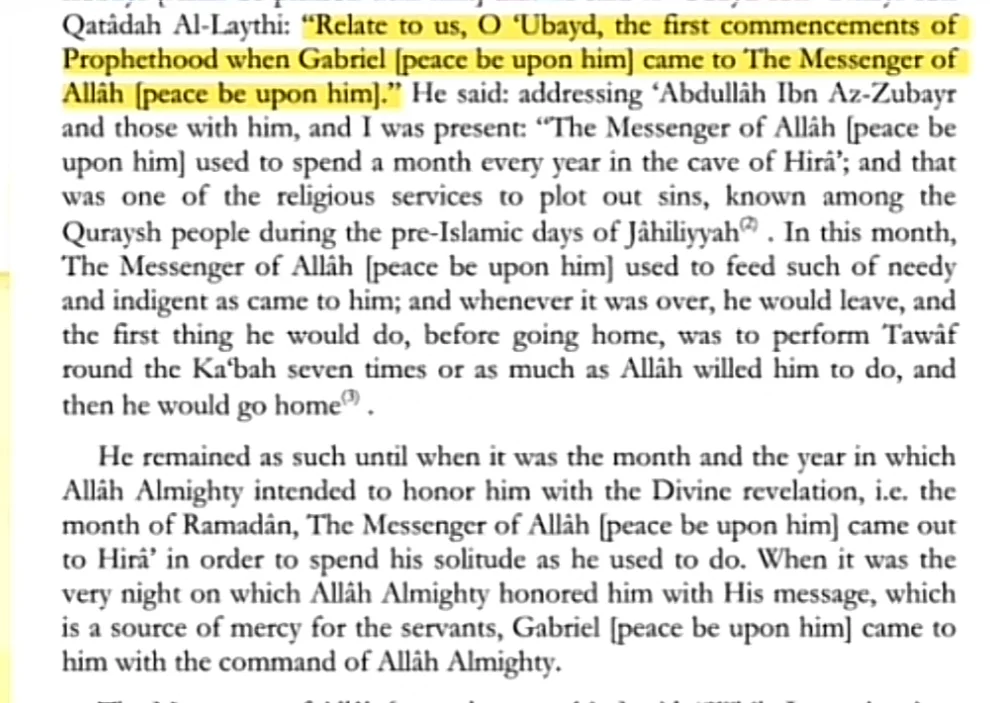 Qatâdah Al-Laythi: “Relate to us, O ‘Ubayd, the first commencements of
Prophethood when Gabriel [peace be upon him] came to The Messenger of
Allâh [peace be upon him].” He said: addressing ‘Abdullâh Ibn Az-Zubayr
and those with him, and I was present: “The Messenger of Allâh [peace be
upon him] used to spend a month every year in the cave of Hirâ’; and that
was one of the religious services to plot out sins, known among the
Quraysh people during the pre-Islamic days of Jâhiliyyah(2) . In this month,
The Messenger of Allâh [peace be upon him] used to feed such of needy
and indigent as came to him; and whenever it was over, he would leave, and
the first thing he would do, before going home, was to perform Tawâf
round the Ka‘bah seven times or as much as Allâh willed him to do, and
then he would go home(3) .
He remained as such until when it was the month and the year in which
Allâh Almighty intended to honor him with the Divine revelation, i.e. the
month of Ramadân, The Messenger of Allâh [peace be upon him] came out
to Hirâ’ in order to spend his solitude as he used to do. When it was the
very night on which Allâh Almighty honored him with His message, which
is a source of mercy for the servants, Gabriel [peace be upon him] came to
him with the command of Allâh Almighty.